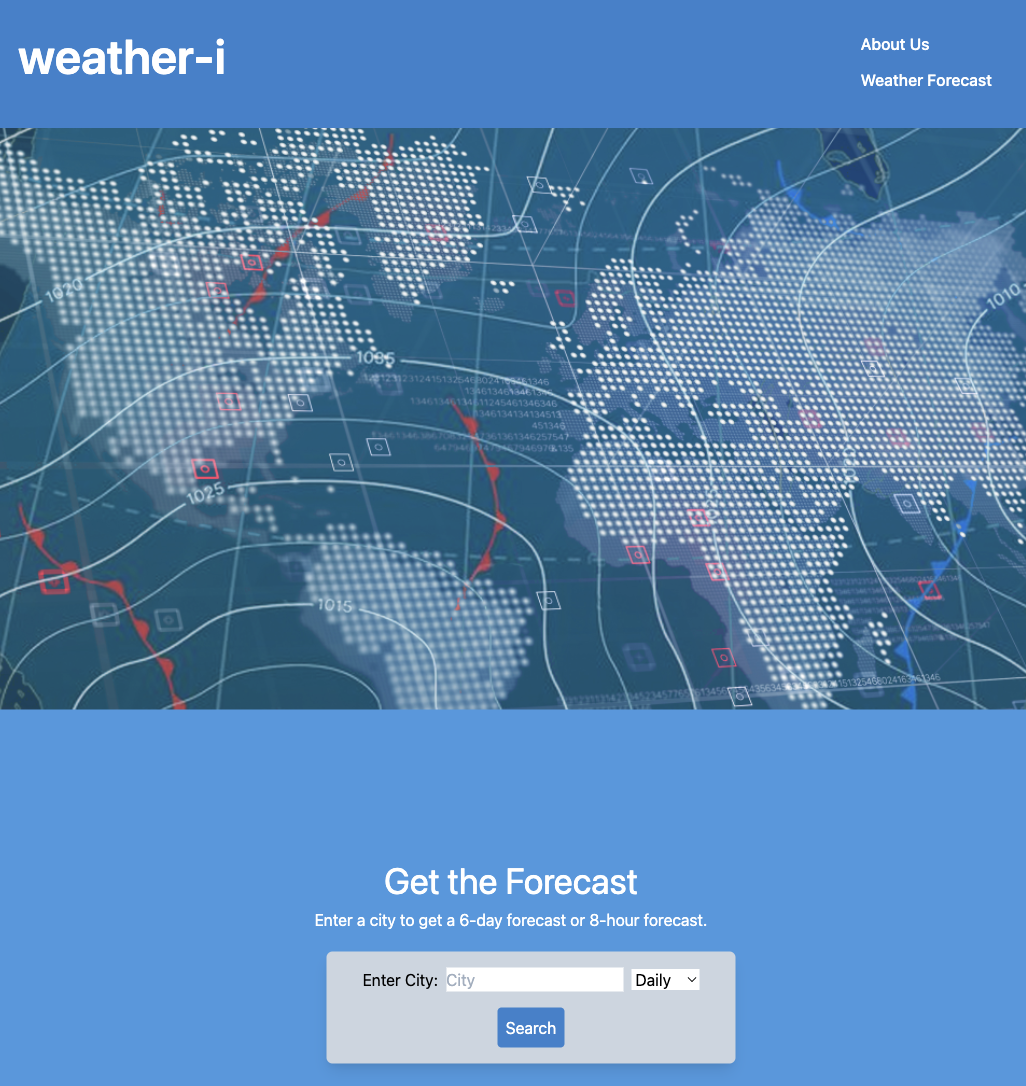 weather-i
About Us
Weather Forecast
1020
1010
1035
1025
1015
Get the Forecast
Enter a city to get a 6-day forecast or 8-hour forecast.
Enter City: City Daily
Search